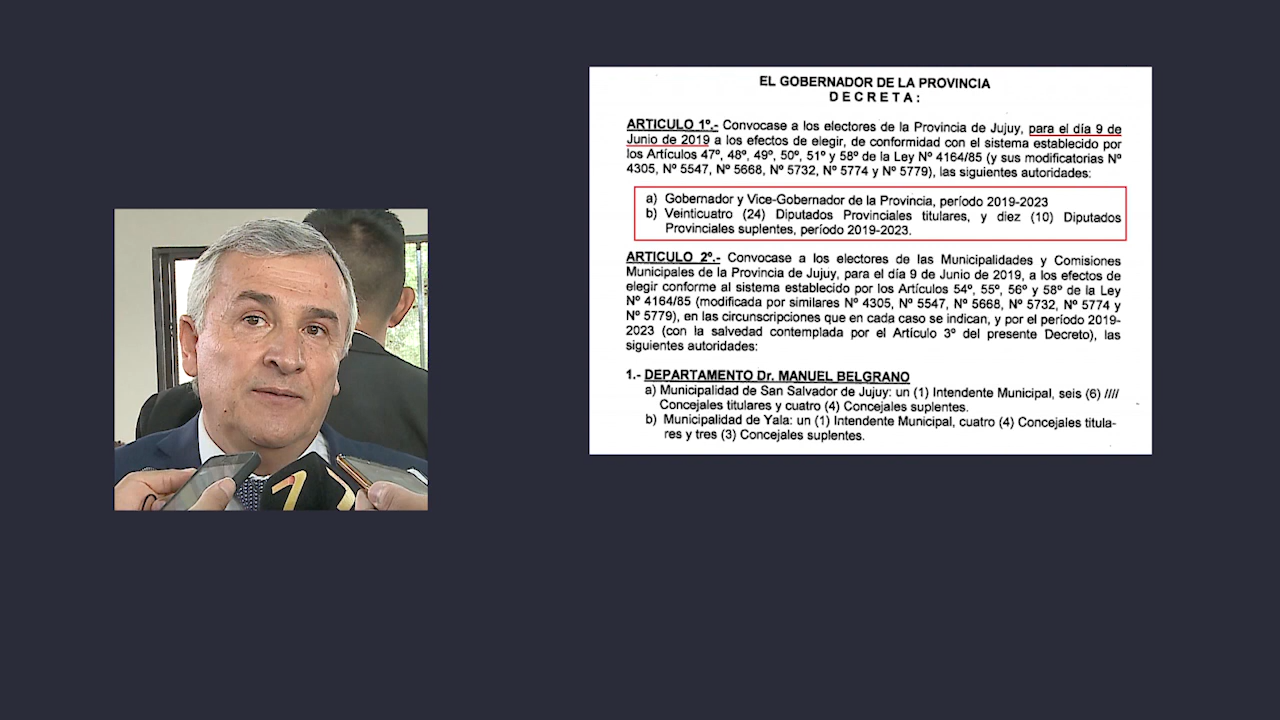 EL GOBERNADOR DE LA PROVINCIA
D E C R E T A :
ARTICULO 1º.- Convocase a los electores de la Provincia de Jujuy, para el día 9 de
Junio de 2019 a los efectos de elegir, de conformidad con el sistema establecido por
los Artículos 47º, 48º, 49º, 50º, 51º y 58º de la Ley Nº 4164/85 (y sus modificatorias Nº
4305, Nº 5547, Nº 5668, Nº 5732, Nº 5774 y Nº 5779), las siguientes autoridades:
a) Gobernador y Vice-Gobernador de la Provincia, período 2019-2023
b) Veinticuatro (24) Diputados Provinciales titulares, y diez (10) Diputados
Provinciales suplentes, período 2019-2023.
ARTICULO 2º.- Convocase a los electores de las Municipalidades y Comisiones
Municipales de la Provincia de Jujuy, para el día 9 de Junio de 2019, a los efectos de
elegir conforme al sistema establecido por los Artículos 54º, 55º, 56º y 58º de la Ley
Nº 4164/85 (modificada por similares Nº 4305, Nº 5547, Nº 5668, Nº 5732, Nº 5774 y
Nº 5779), en las circunscripciones que en cada caso se indican, y por el período 2019-
2023 (con la salvedad contemplada por el Artículo 3º del presente Decreto), las
siguientes autoridades:
1.- DEPARTAMENTO Dr. MANUEL BELGRANO
a) Municipalidad de San Salvador de Jujuy: un (1) Intendente Municipal, seis (6) ////
Concejales titulares y cuatro (4) Concejales suplentes.
b) Municipalidad de Yala: un (1) Intendente Municipal, cuatro (4) Concejales titula-
res y tres (3) Concejales suplentes.
7